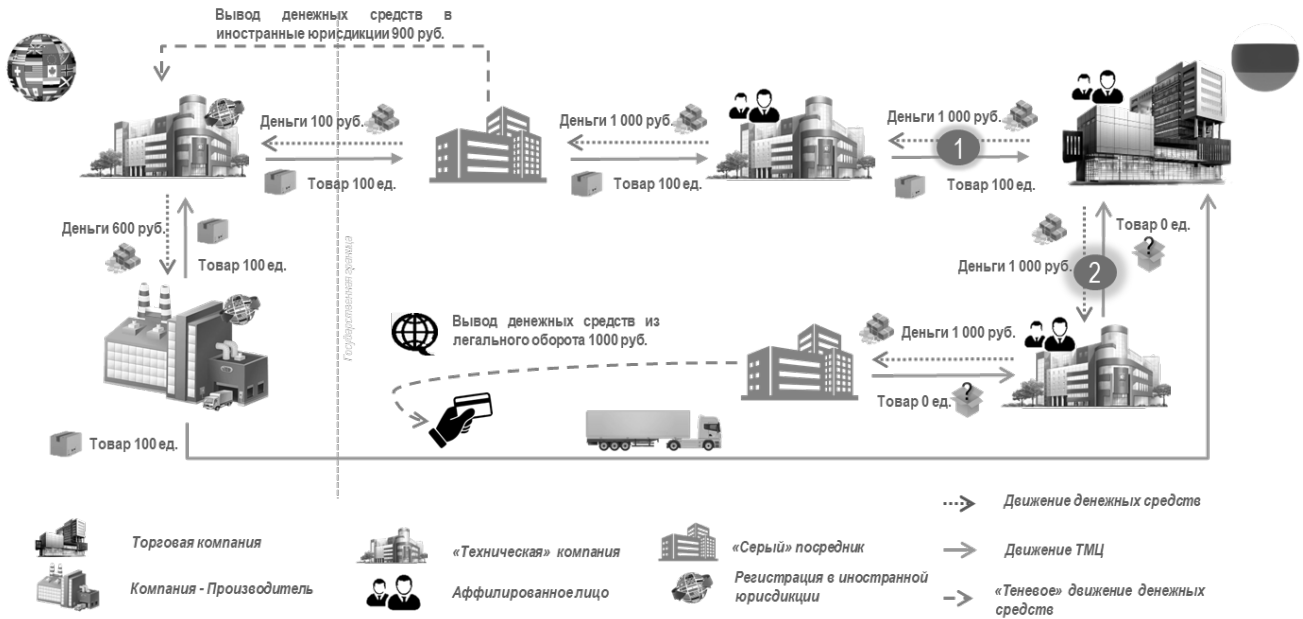 Вывод денежных средств в
иностранные юрисдикции 900 руб.
Деньги 100 руб.
Товар 100 ед.
Деньги 1 000 руб.
Товар 100 ед.
Деньги 1 000 руб.
1
Товар 100 ед.
Деньги 600 руб.
Товар 100 ед.
Государственная граница
Товар 0 ед.
Деньги 1 000 руб.
2
Вывод денежных средств из
легального оборота 1000 руб.
Деньги 1 000 руб.
Товар 0 ед.
Товар 100 ед.
Торговая компания
Компания - Производитель
«Техническая» компания
Аффилированное лицо
«Серый» посредник
Регистрация в иностранной
юрисдикции
Движение денежных средств
Движение ТМЦ
«Теневое» движение денежных
средств